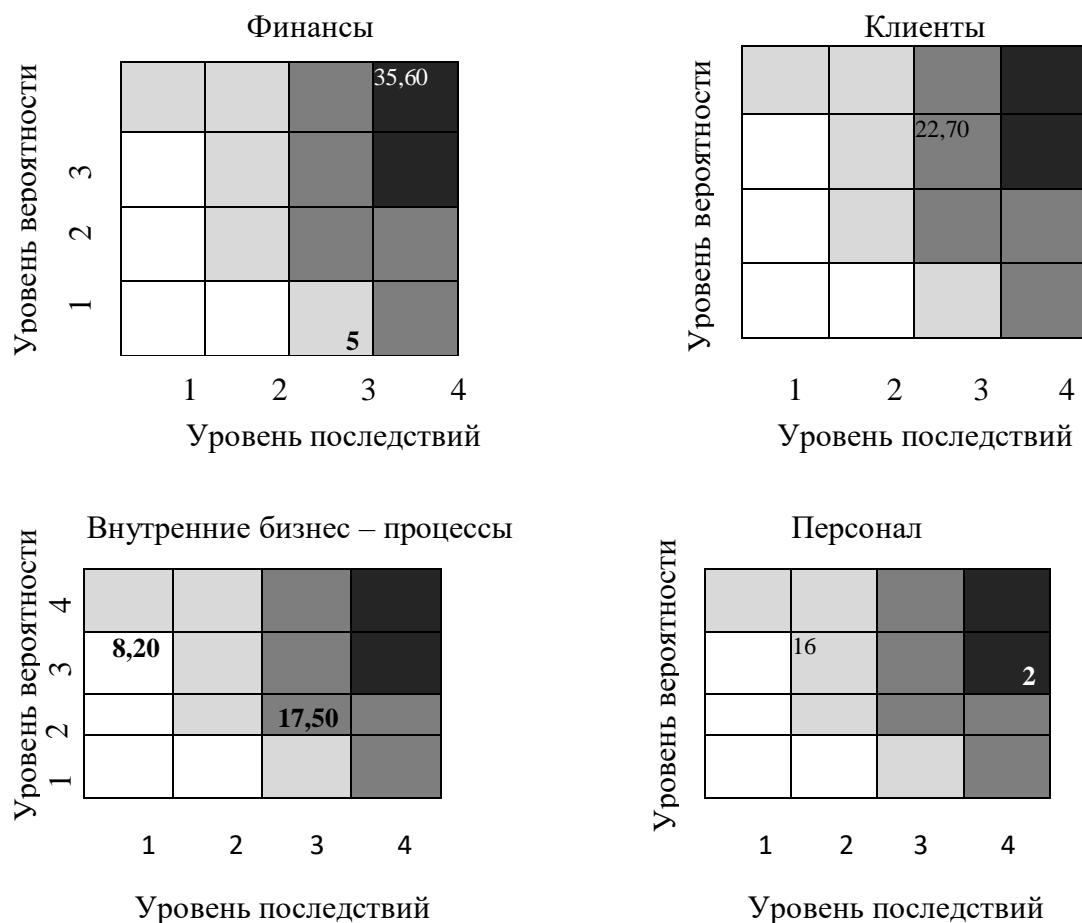 Финансы
Уровень вероятности
1 2 3
35,60
5
1 2 3 4
Уровень последствий
Клиенты
Уровень вероятности
22,70
1 2 3 4
Уровень последствий
Внутренние бизнес – процессы
Уровень вероятности
1 2 3 4
8,20
17,50
1 2 3 4
Уровень последствий
Персонал
Уровень вероятности
16
2
1 2 3 4
Уровень последствий